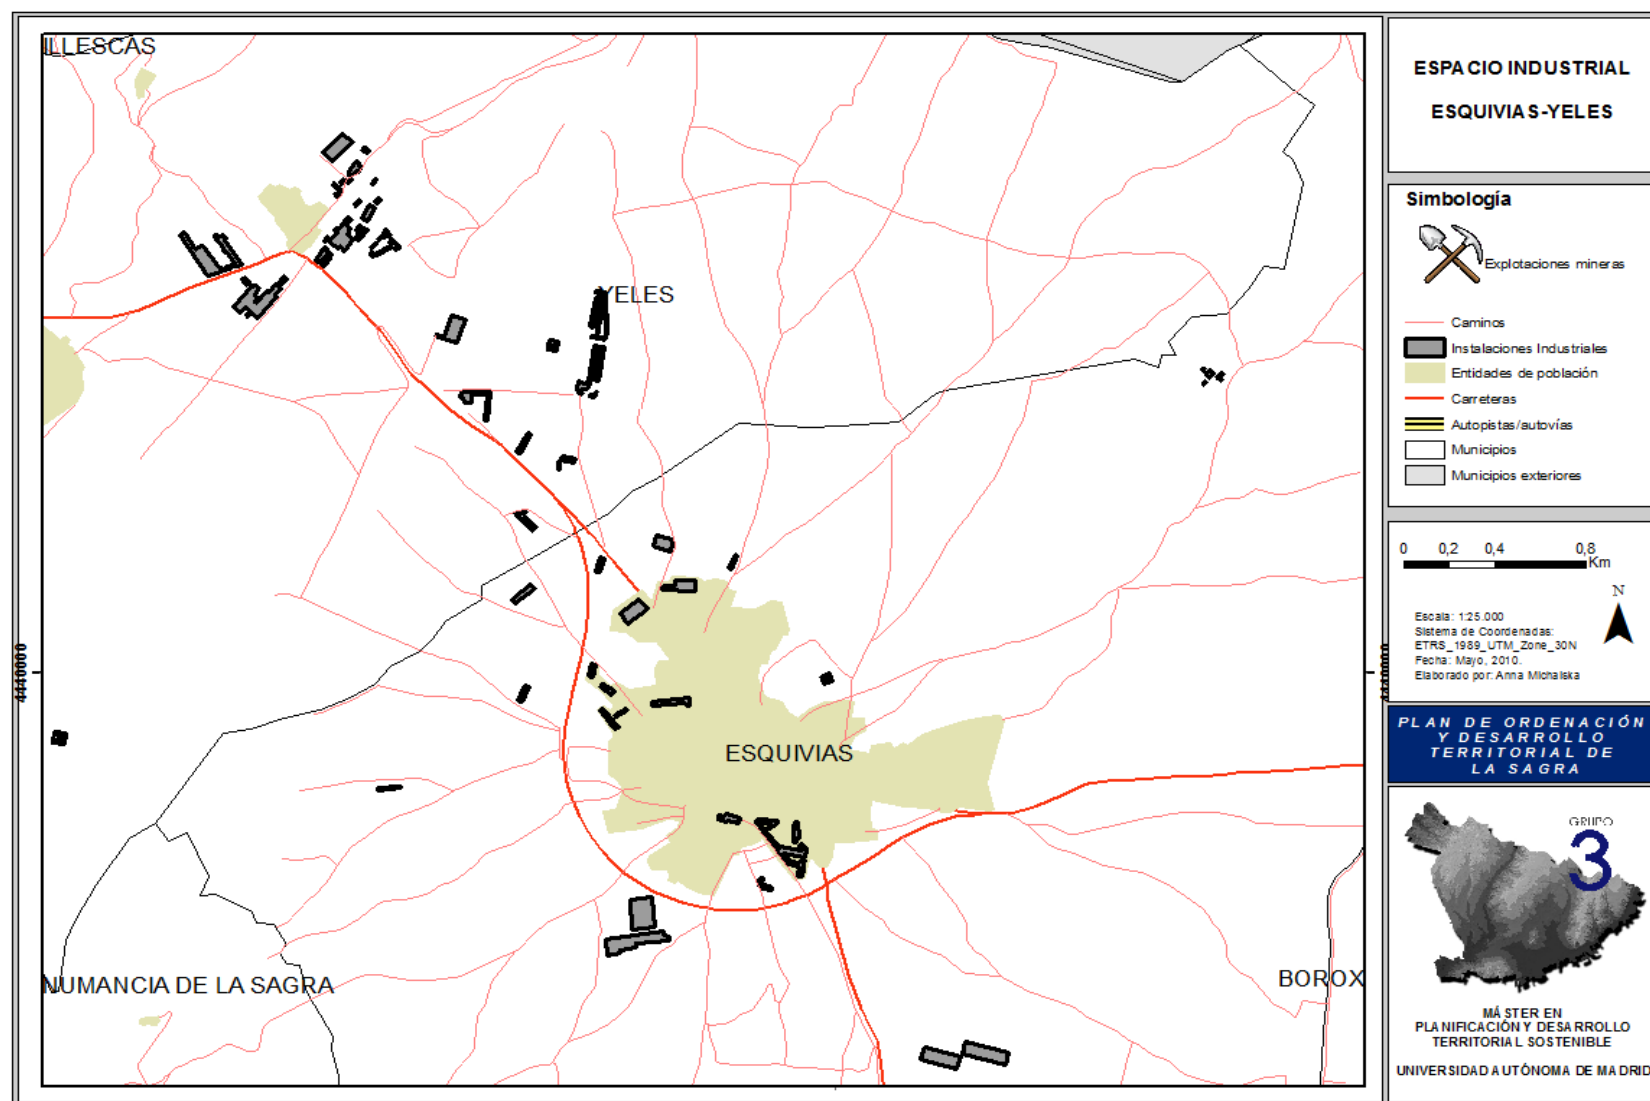 ILLESCAS
YELES
ESQUIVIAS
NUMANCIA DE LA SAGRA
BOROX
4440000
4440000
ESPACIO INDUSTRIAL
ESQUIVIAS-YELES
Simbología
Explotaciones mineras
Caminos
Instalaciones Industriales
Entidades de población
Carreteras
Autopistas/autovías
Municipios
Municipios exteriores
0 0,2 0,4 0,8
Km
N
Escala: 1:25.000
Sistema de Coordenadas:
ETRS_1989_UTM_Zone_30N
Fecha: Mayo, 2010.
Elaborado por: Anna Michalska
PLAN DE ORDENACIÓN
Y DESARROLLO
TERRITORIAL DE
LA SAGRA
GRUPO
3
MÁSTER EN
PLANIFICACIÓN Y DESARROLLO
TERRITORIAL SOSTENIBLE
UNIVERSIDAD AUTÓNOMA DE MADRID